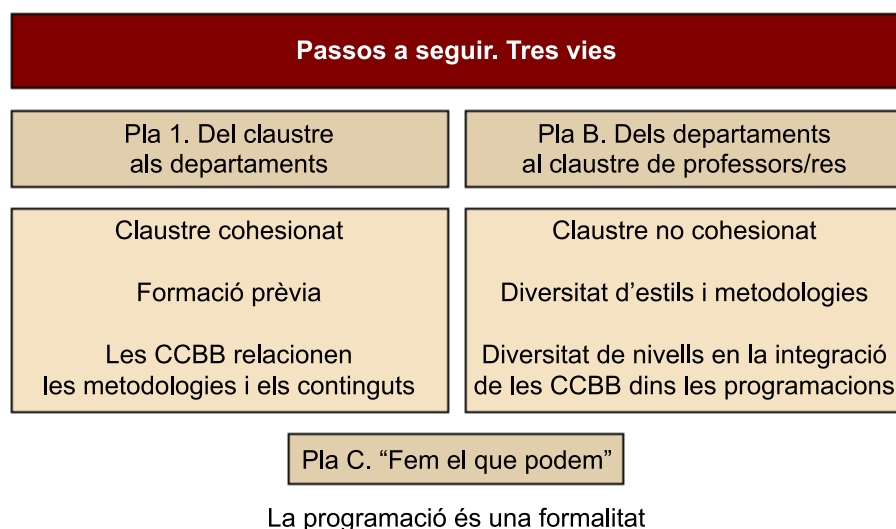 Passos a seguir. Tres vies
Pla 1. Del claustre
als departaments
Pla B. Dels departaments
al claustre de professors/res
Claustre cohesionat
Formació prèvia
Les CCBB relacionen
les metodologies i els continguts
Claustre no cohesionat
Diversitat d’estils i metodologies
Diversitat de nivells en la integració
de les CCBB dins les programacions
Pla C. “Fem el que podem”
La programació és una formalitat